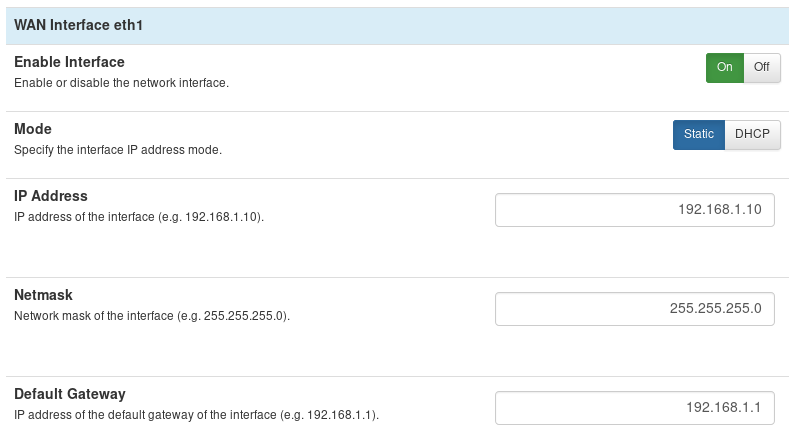 WAN Interface eth1
Enable Interface
On Off
Enable or disable the network interface.
Mode
Static DHCP
Specify the interface IP address mode.
IP Address
192.168.1.10
IP address of the interface (e.g. 192.168.1.10).
Netmask
255.255.255.0
Network mask of the interface (e.g. 255.255.255.0).
Default Gateway
192.168.1.1
IP address of the default gateway of the interface (e.g. 192.168.1.1).